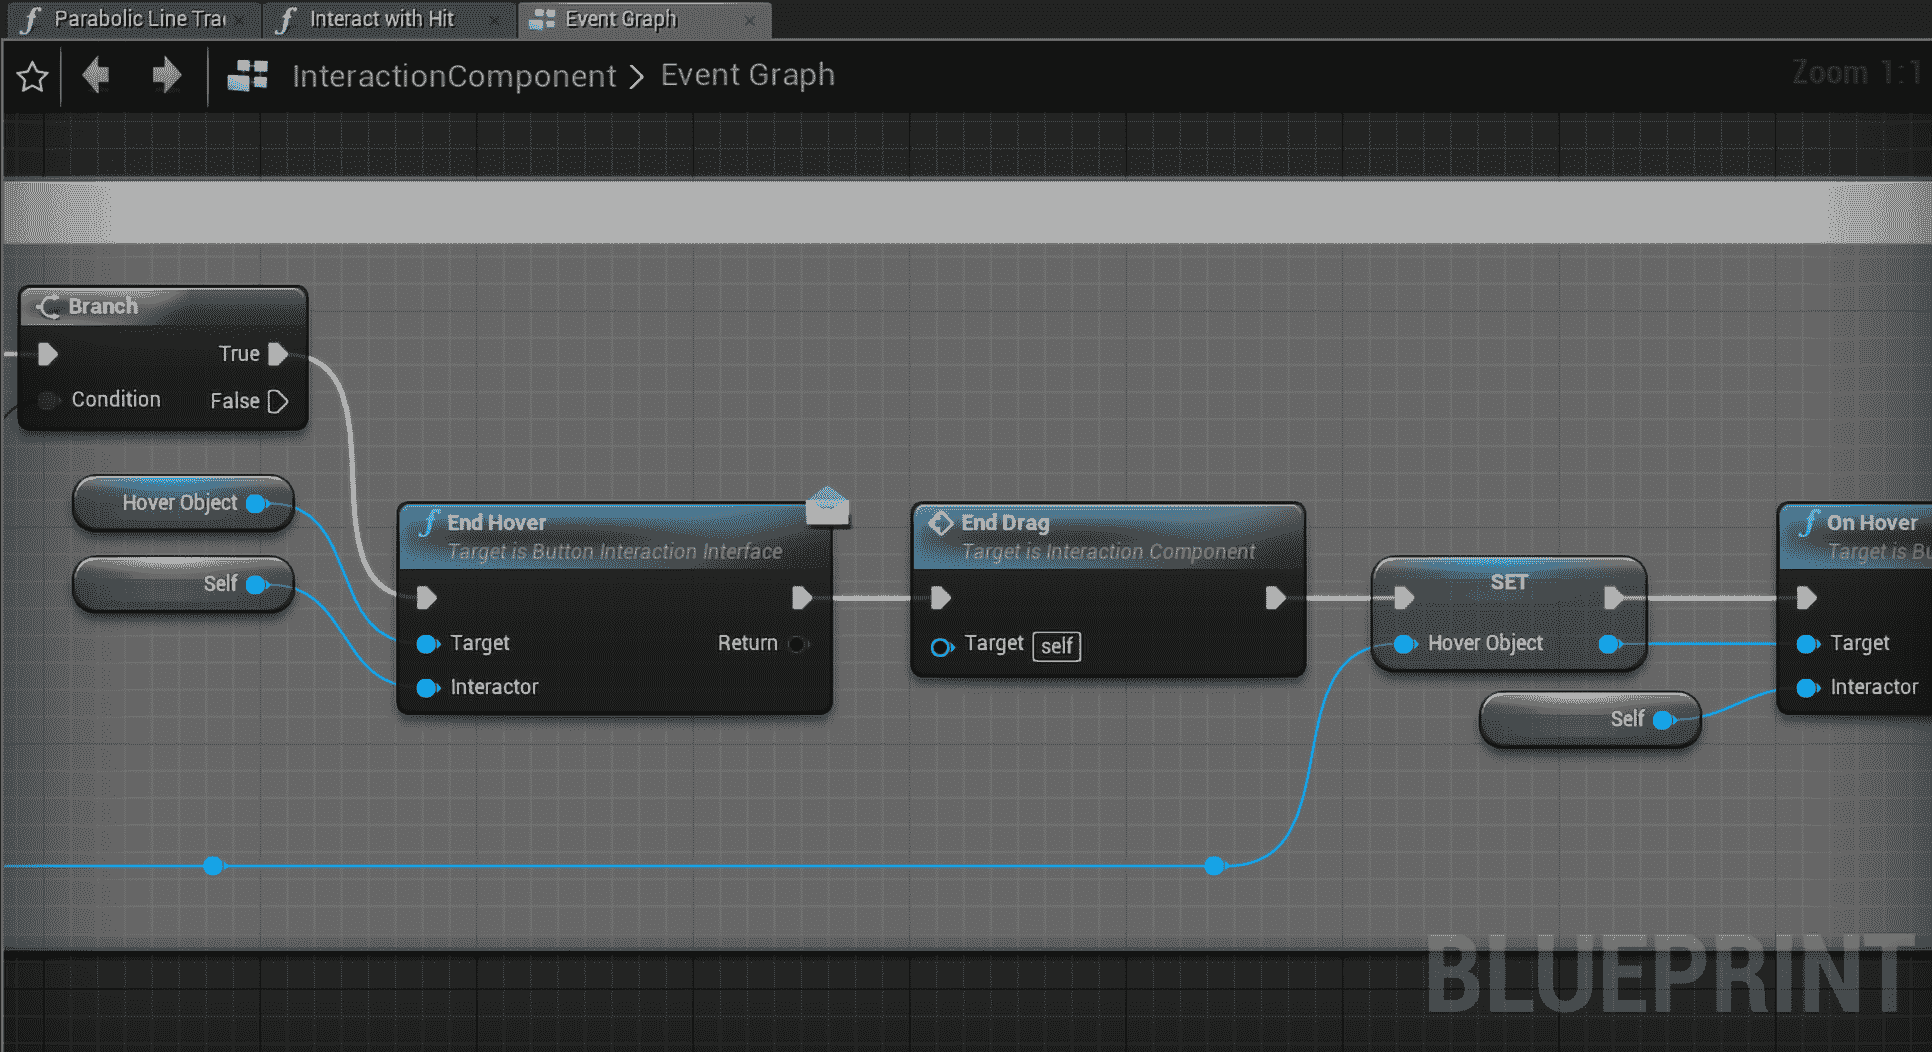 Parabolic Line Tra
Interact with Hit
Event Graph
InteractionComponent > Event Graph
Zoom 1:1
Branch
True
Condition
False
Hover Object
Self
End Hover
Target is Button Interaction Interface
Target
Return
Interactor
End Drag
Target is Interaction Component
Target self
SET
Hover Object
Self
On Hover
Target is Bu
Target
Interactor
BLUEPRINT